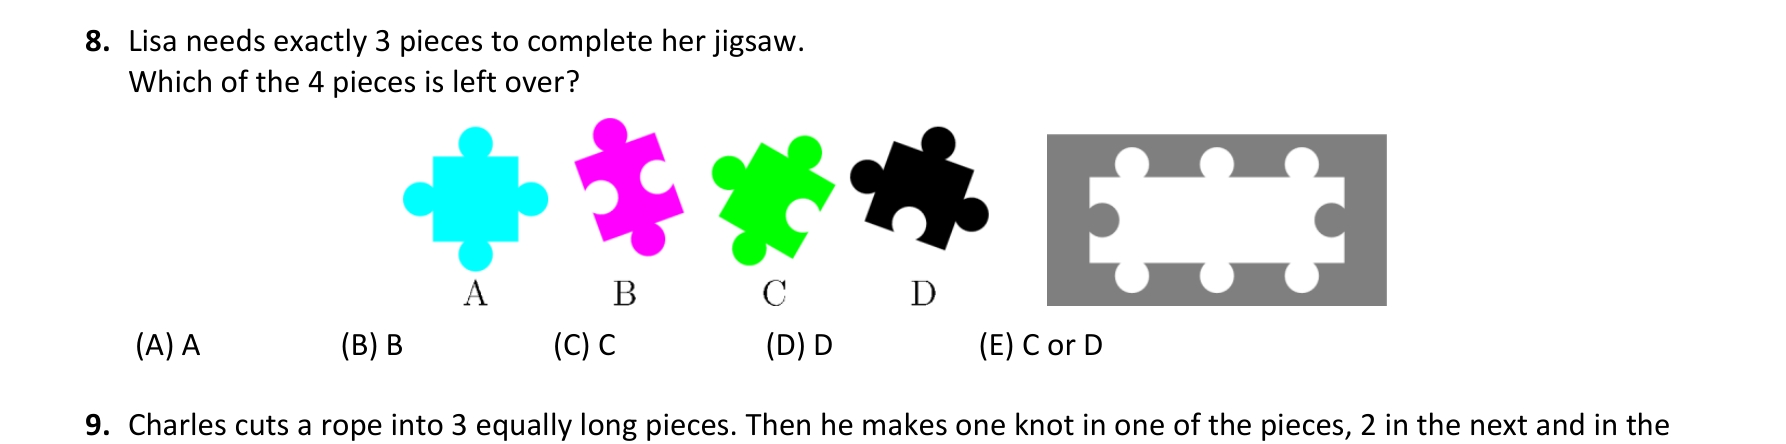 8. Lisa needs exactly 3 pieces to complete her jigsaw.
Which of the 4 pieces is left over?
A B C D
(A) A (B) B (C) C (D) D (E) C or D
9. Charles cuts a rope into 3 equally long pieces. Then he makes one knot in one of the pieces, 2 in the next and in the